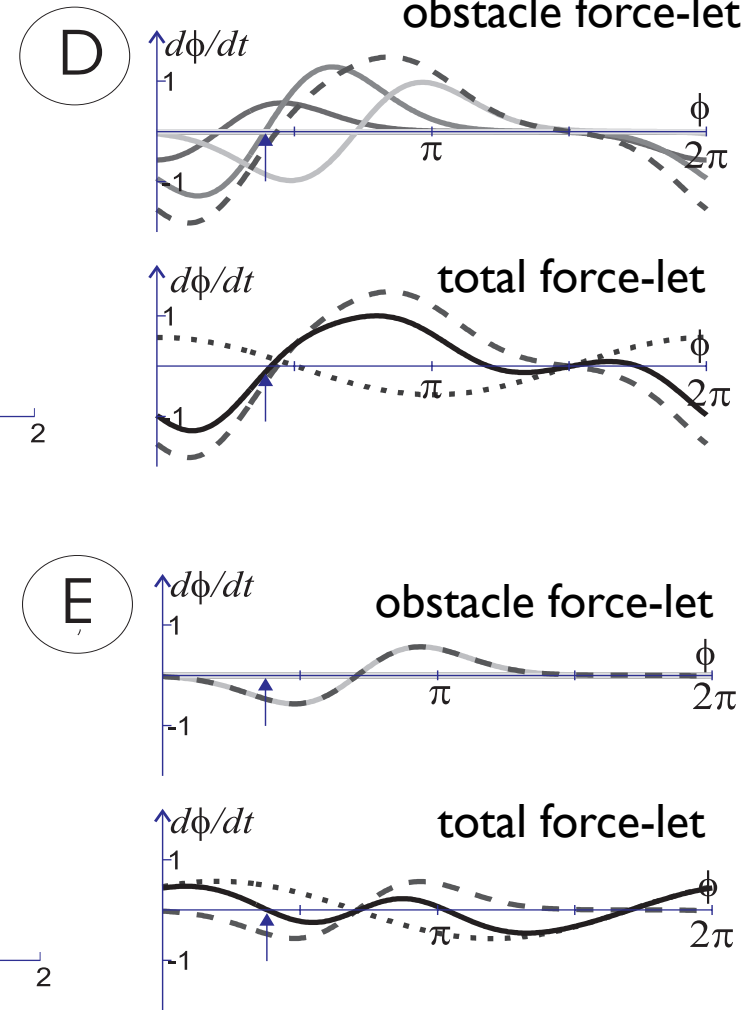 obstacle force-let
D
dϕ/dt
1
ϕ
π
2π
-1
total force-let
dϕ/dt
1
ϕ
π
2π
-1
2
E
,
obstacle force-let
dϕ/dt
1
ϕ
π
2π
-1
total force-let
dϕ/dt
1
ϕ
π
2π
-1
2